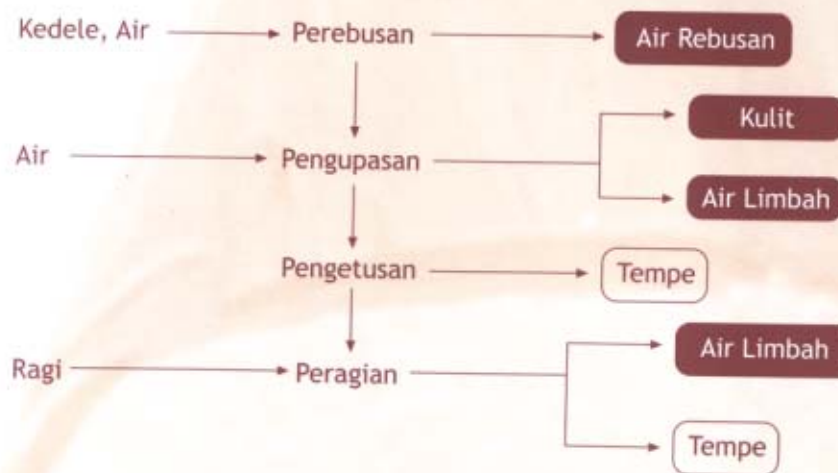 Kedele, Air
Perebusan
Air Rebusan
Kulit
Air
Pengupasan
Air Limbah
Pengetusan
Tempe
Air Limbah
Ragi
Peragian
Tempe